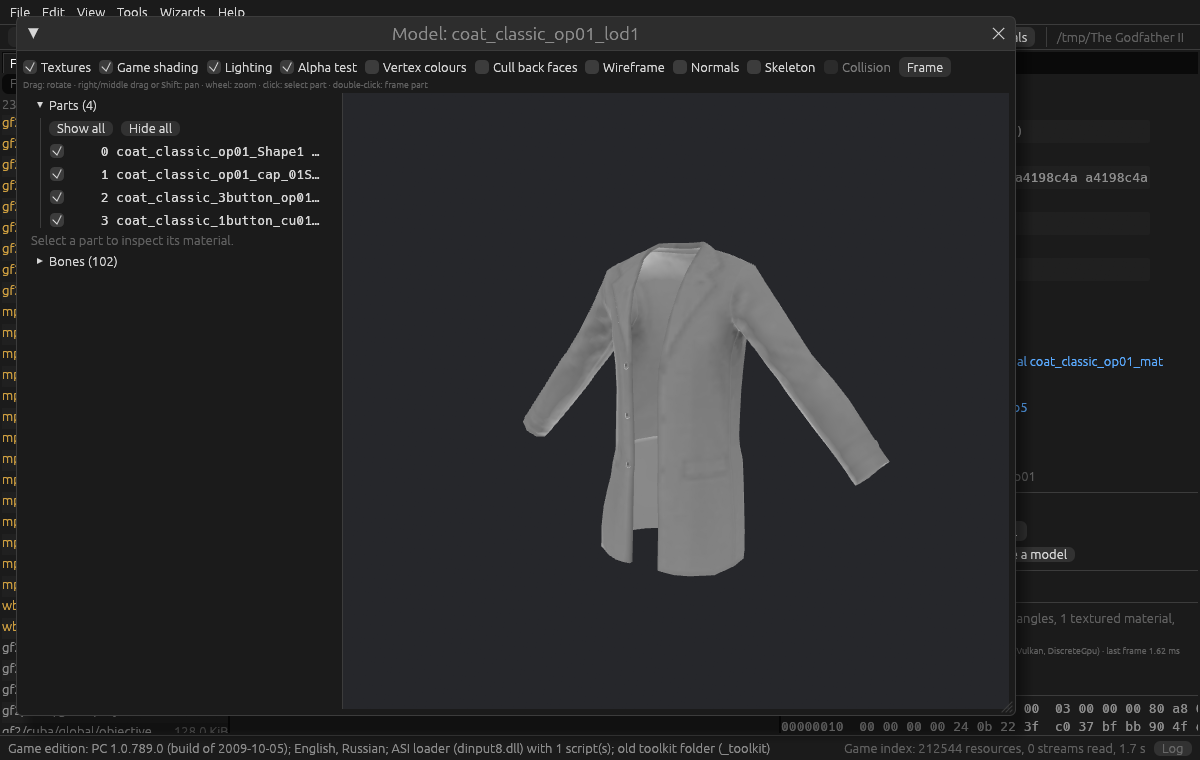 File Edit View Tools Wizards Help
Model: coat_classic_op01_lod1
/tmp/The Godfather II
Textures Game shading Lighting Alpha test Vertex colours Cull back faces Wireframe Normals Skeleton Collision Frame
Drag: rotate · right/middle drag or Shift: pan · wheel: zoom · click: select part · double-click: frame part
Parts (4)
Show all Hide all
0 coat_classic_op01_Shape1 …
1 coat_classic_op01_cap_01S…
2 coat_classic_3button_op01…
3 coat_classic_1button_cu01…
Select a part to inspect its material.
Bones (102)
a4198c4a a4198c4a
coat_classic_op01_mat
a model
angles, 1 textured material,
Vulkan, DiscreteGpu) · last frame 1.62 ms
00 03 00 00 00 80 a8
gf2/cuba/global/objective 128.0 KiB
00000010 00 00 00 00 24 0b 22 3f c0 37 bf bb 90 4f
Game edition: PC 1.0.789.0 (build of 2009-10-05); English, Russian; ASI loader (dinput8.dll) with 1 script(s); old toolkit folder (_toolkit)
Game index: 212544 resources, 0 streams read, 1.7 s Log